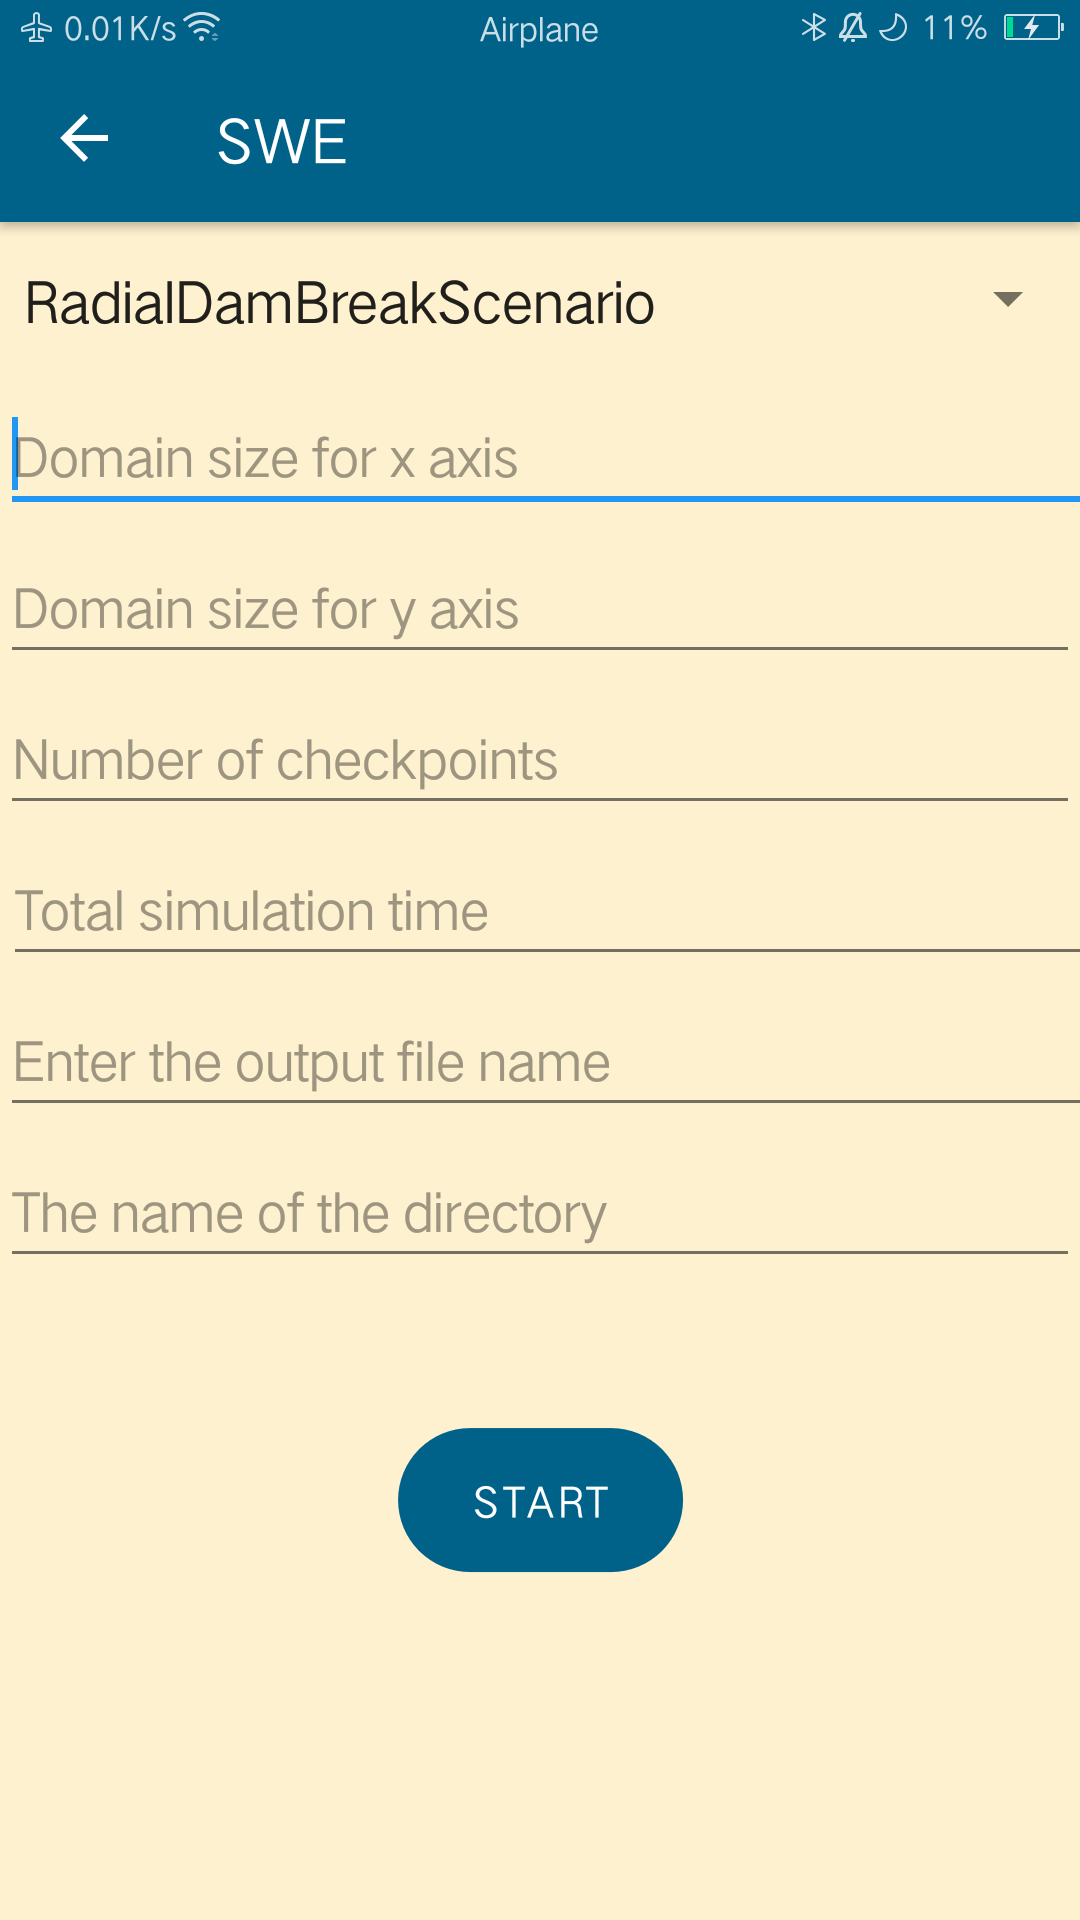 0.01K/s Airplane 11%
SWE
RadialDamBreakScenario
Domain size for x axis
Domain size for y axis
Number of checkpoints
Total simulation time
Enter the output file name
The name of the directory
START